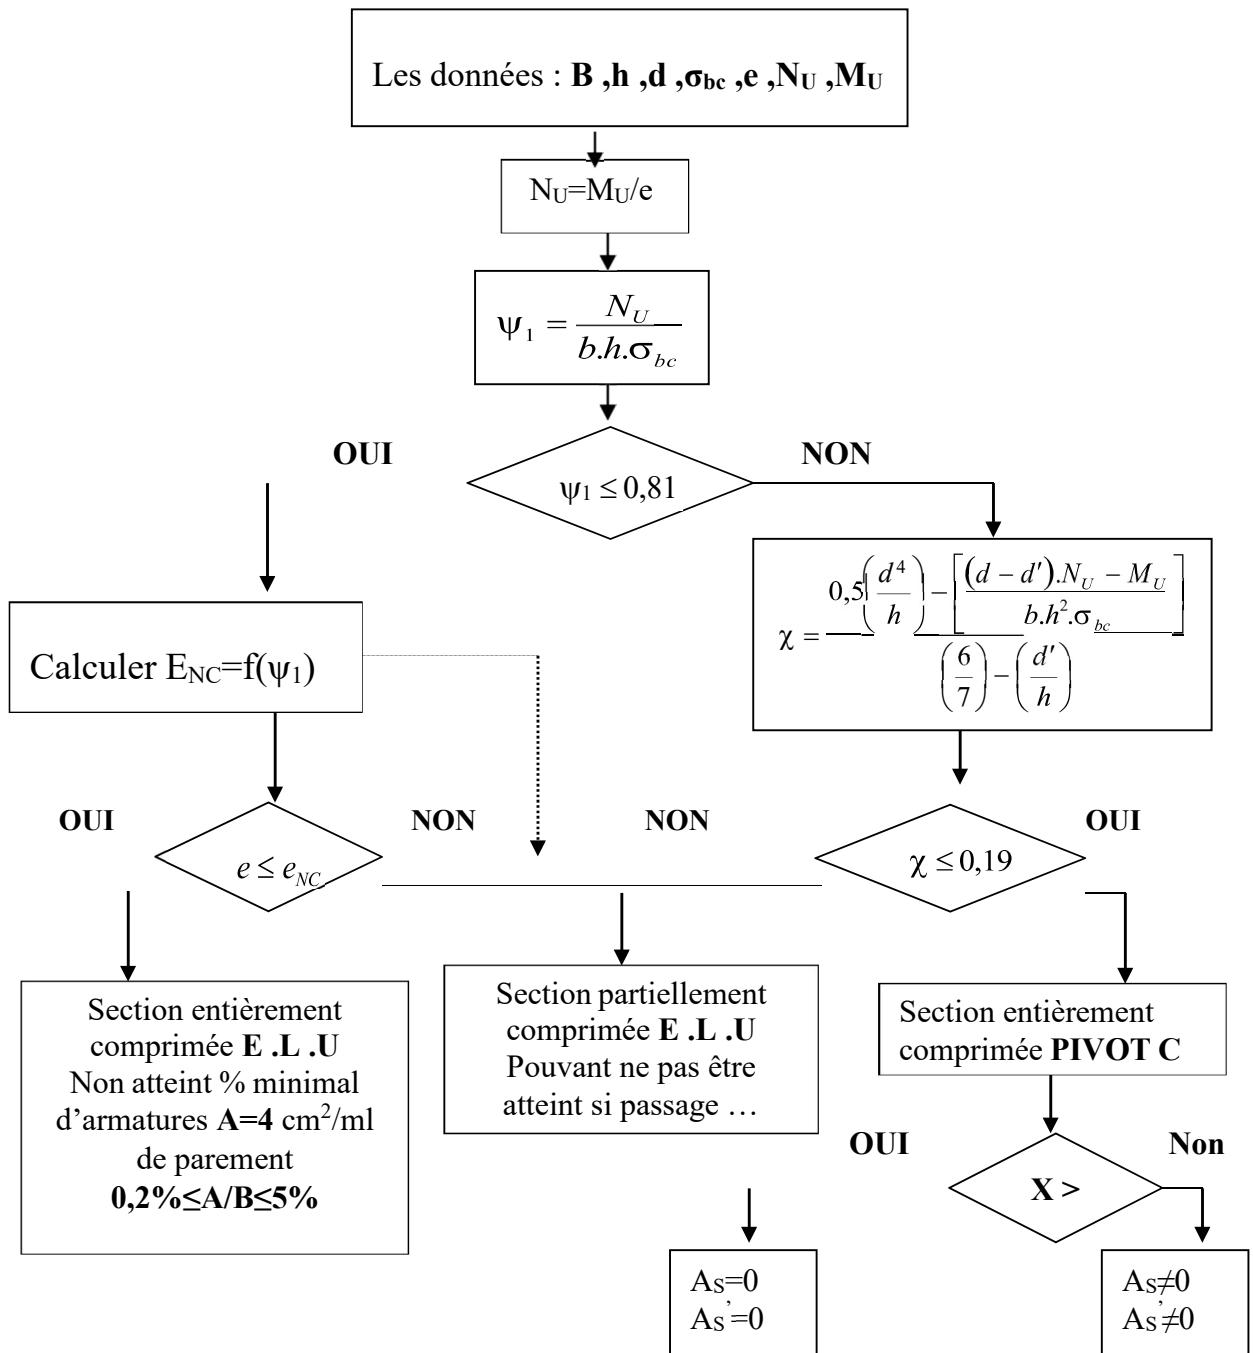 Les données : B ,h ,d ,σbc ,e ,NU ,MU
NU=MU/e
ψ1 = NU / b.h.σbc
OUI
NON
ψ1 ≤ 0,81
χ = (0,5(d4/h) − [((d − d′).NU − MU) / b.h².σbc]) / ((6/7) − (d′/h))
Calculer ENC=f(ψ1)
OUI
NON
NON
OUI
e ≤ eNC
χ ≤ 0,19
Section entièrement
comprimée E .L .U
Non atteint % minimal
d’armatures A=4 cm²/ml
de parement
0,2%≤A/B≤5%
Section partiellement
comprimée E .L .U
Pouvant ne pas être
atteint si passage …
Section entièrement
comprimée PIVOT C
OUI
Non
X >
AS=0
AS’=0
AS≠0
AS’≠0